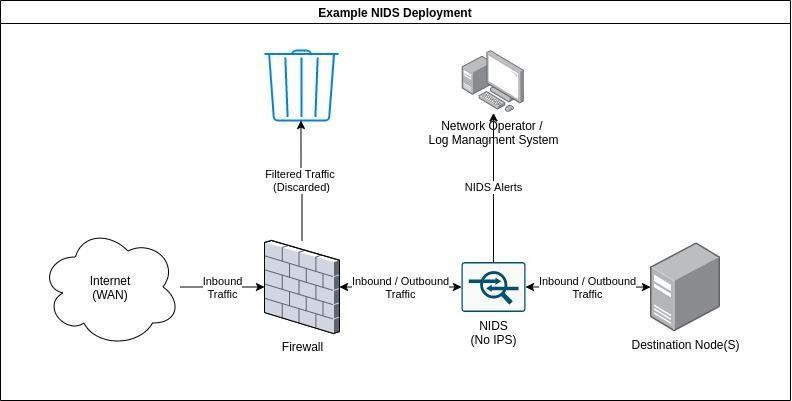 Example NIDS Deployment
Network Operator /
Log Managment System
Filtered Traffic
(Discarded)
NIDS Alerts
Internet
(WAN)
Inbound
Traffic
Inbound / Outbound
Traffic
Inbound / Outbound
Traffic
Firewall
NIDS
(No IPS)
Destination Node(S)